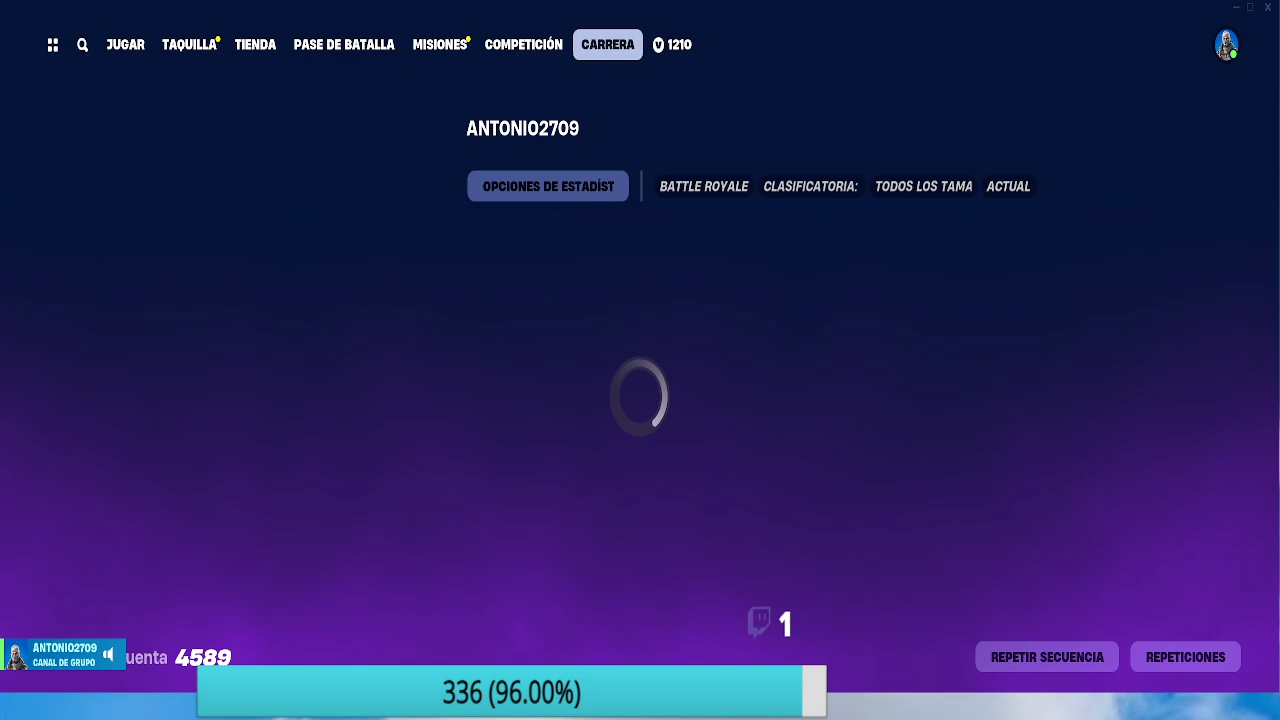 JUGAR TAQUILLA TIENDA PASE DE BATALLA MISIONES COMPETICIÓN CARRERA V 1210
ANTONIO2709
OPCIONES DE ESTADÍST BATTLE ROYALE CLASIFICATORIA: TODOS LOS TAMA ACTUAL
1
ANTONIO2709
CANAL DE GRUPO
uenta 4589
REPETIR SECUENCIA REPETICIONES
336 (96.00%)